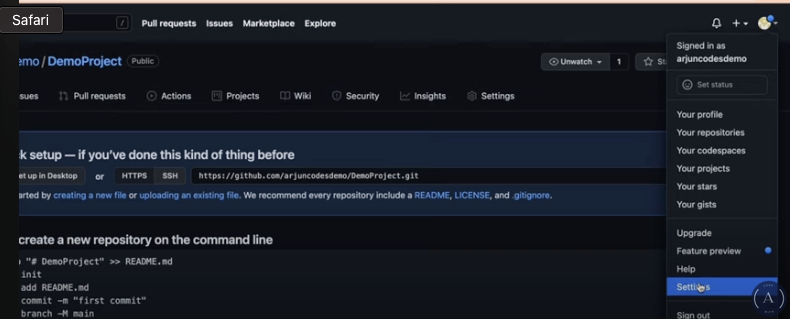 Safari
/
Pull requests Issues Marketplace Explore
emo / DemoProject Public
Unwatch 1
sues Pull requests Actions Projects Wiki Security Insights Settings
k setup — if you've done this kind of thing before
et up in Desktop or HTTPS SSH https://github.com/arjuncodesdemo/DemoProject.git
arted by creating a new file or uploading an existing file. We recommend every repository include a README, LICENSE, and .gitignore.
create a new repository on the command line
"# DemoProject" >> README.md
init
add README.md
commit -m "first commit"
branch -M main
Signed in as
arjuncodesdemo
Set status
Your profile
Your repositories
Your codespaces
Your projects
Your stars
Your gists
Upgrade
Feature preview
Help
Settings
Sign out
A